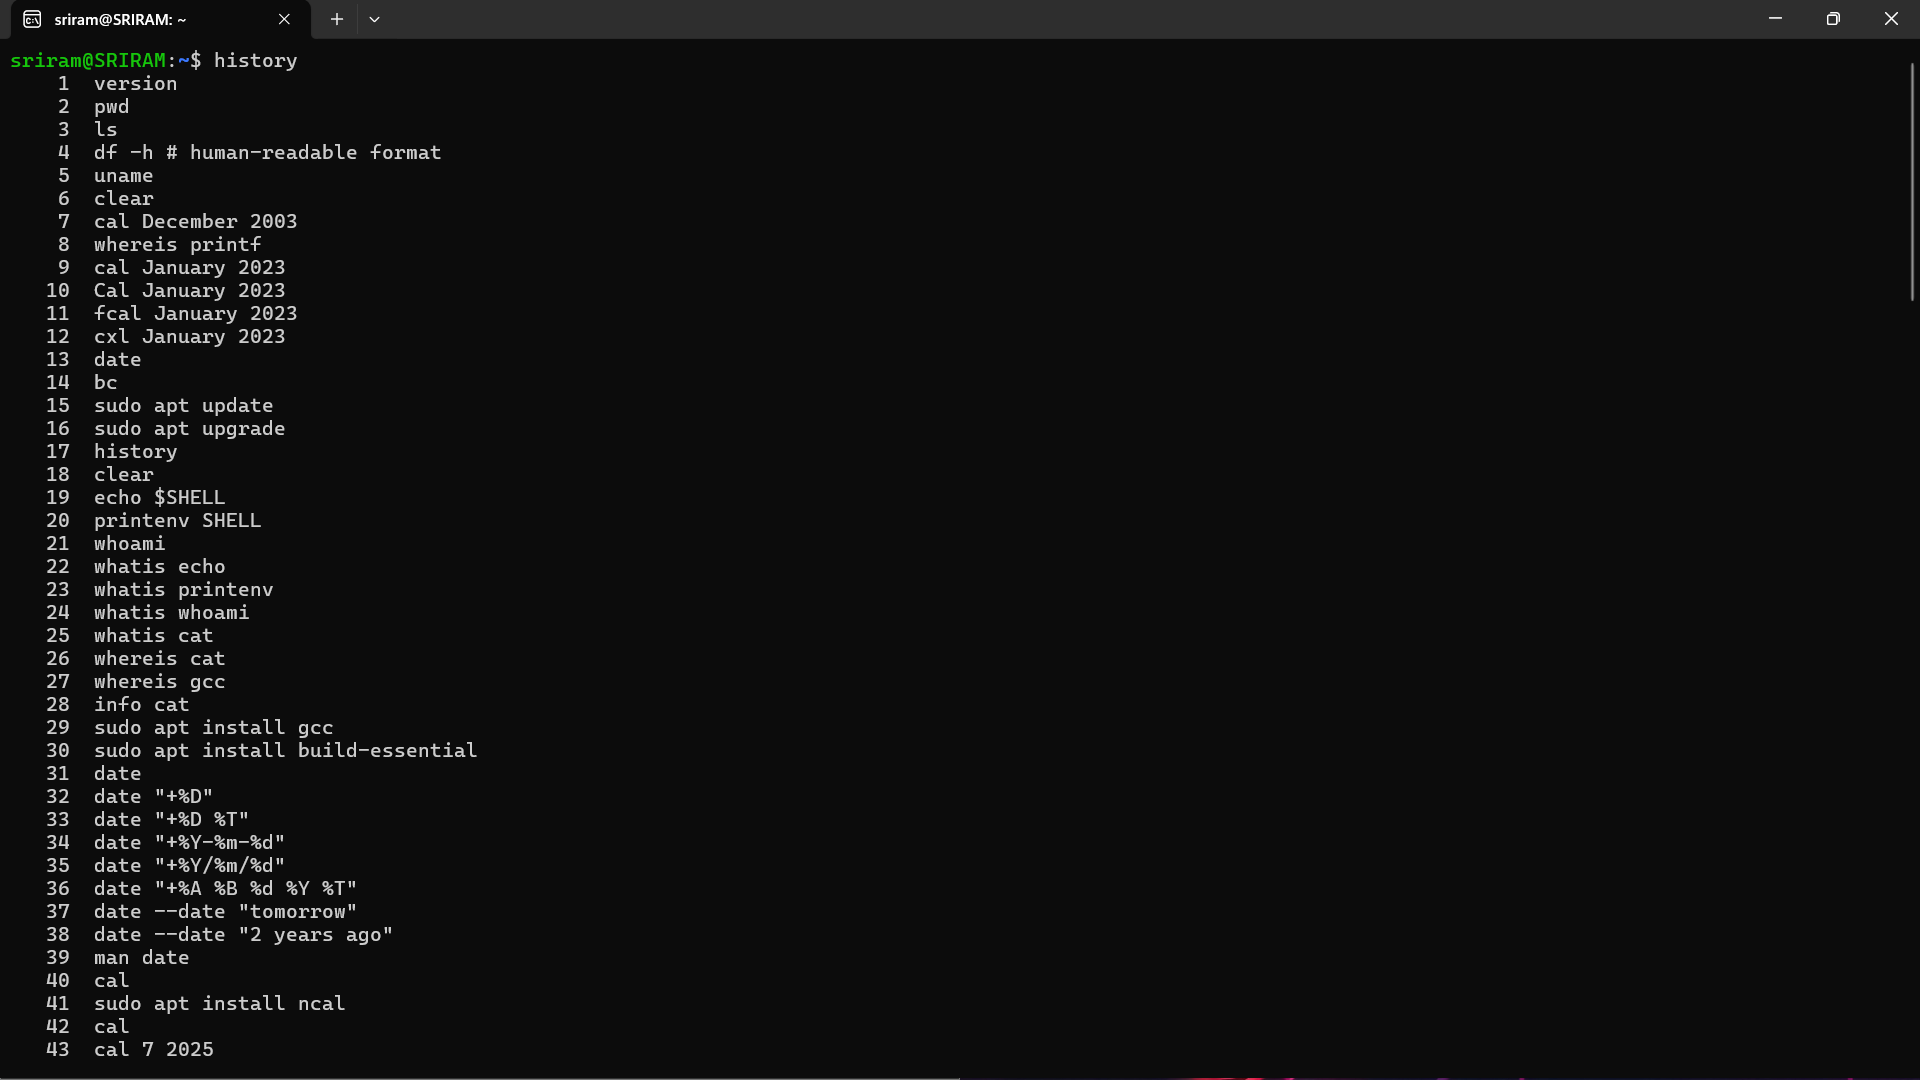 sriram@SRIRAM: ~
sriram@SRIRAM:~$ history
1 version
2 pwd
3 ls
4 df -h # human-readable format
5 uname
6 clear
7 cal December 2003
8 whereis printf
9 cal January 2023
10 Cal January 2023
11 fcal January 2023
12 cxl January 2023
13 date
14 bc
15 sudo apt update
16 sudo apt upgrade
17 history
18 clear
19 echo $SHELL
20 printenv SHELL
21 whoami
22 whatis echo
23 whatis printenv
24 whatis whoami
25 whatis cat
26 whereis cat
27 whereis gcc
28 info cat
29 sudo apt install gcc
30 sudo apt install build-essential
31 date
32 date "+%D"
33 date "+%D %T"
34 date "+%Y-%m-%d"
35 date "+%Y/%m/%d"
36 date "+%A %B %d %Y %T"
37 date --date "tomorrow"
38 date --date "2 years ago"
39 man date
40 cal
41 sudo apt install ncal
42 cal
43 cal 7 2025